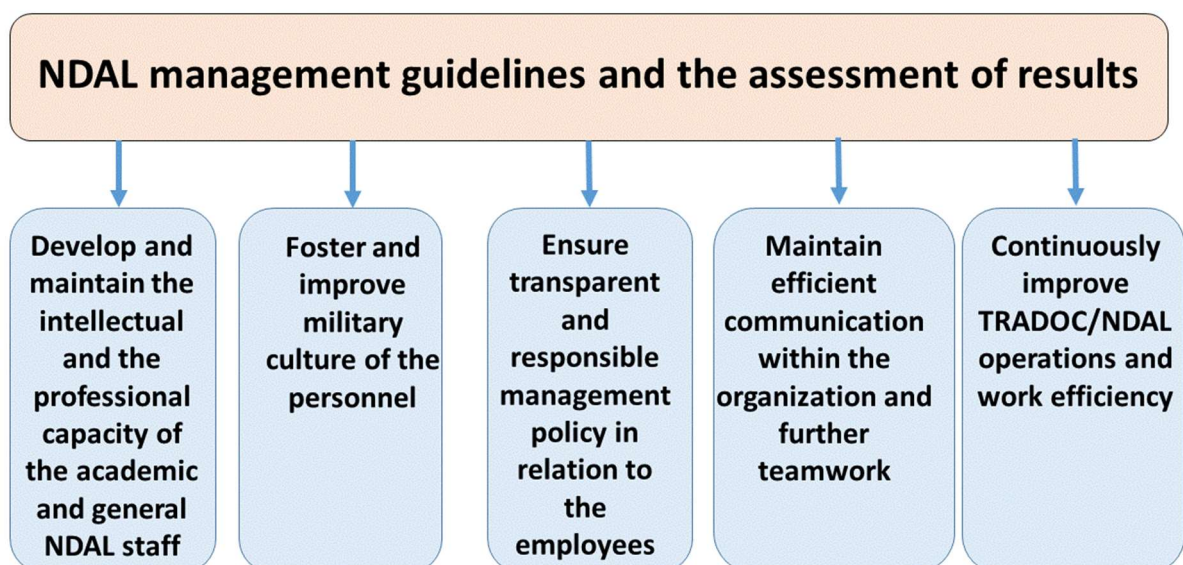 NDAL management guidelines and the assessment of results
Develop and
maintain the
intellectual
and the
professional
capacity of
the academic
and general
NDAL staff
Foster and
improve
military
culture of the
personnel
Ensure
transparent
and
responsible
management
policy in
relation to
the
employees
Maintain
efficient
communication
within the
organization and
further
teamwork
Continuously
improve
TRADOC/NDAL
operations and
work efficiency